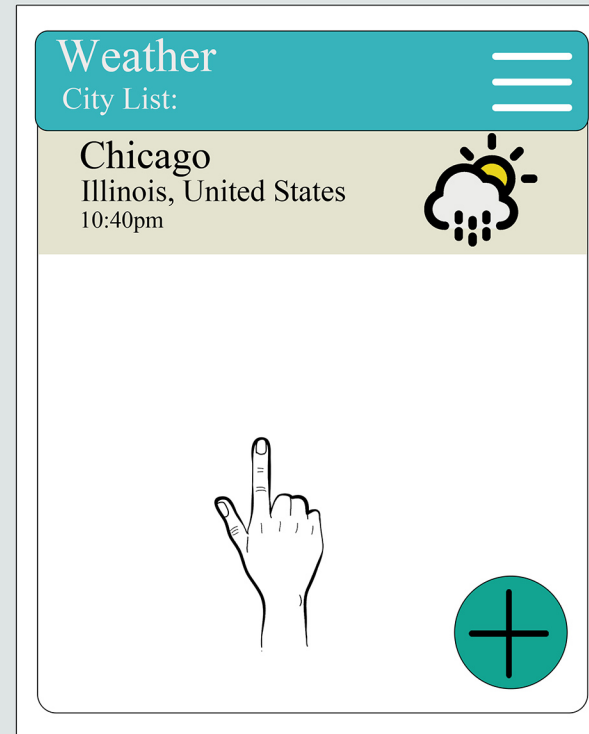 Weather
City List:
Chicago
Illinois, United States
10:40pm